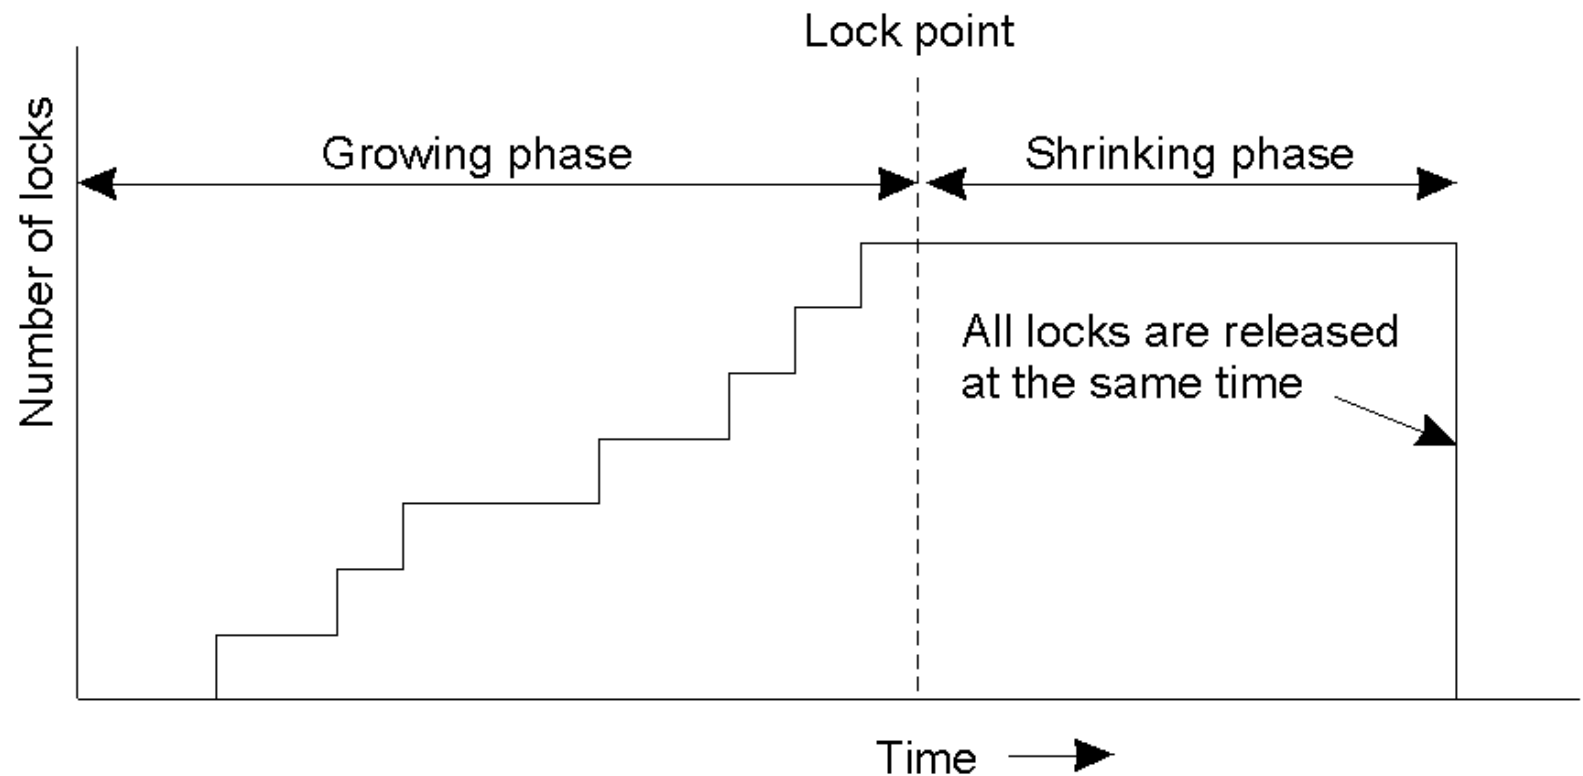 Lock point
Growing phase
Shrinking phase
Number of locks
All locks are released
at the same time
Time